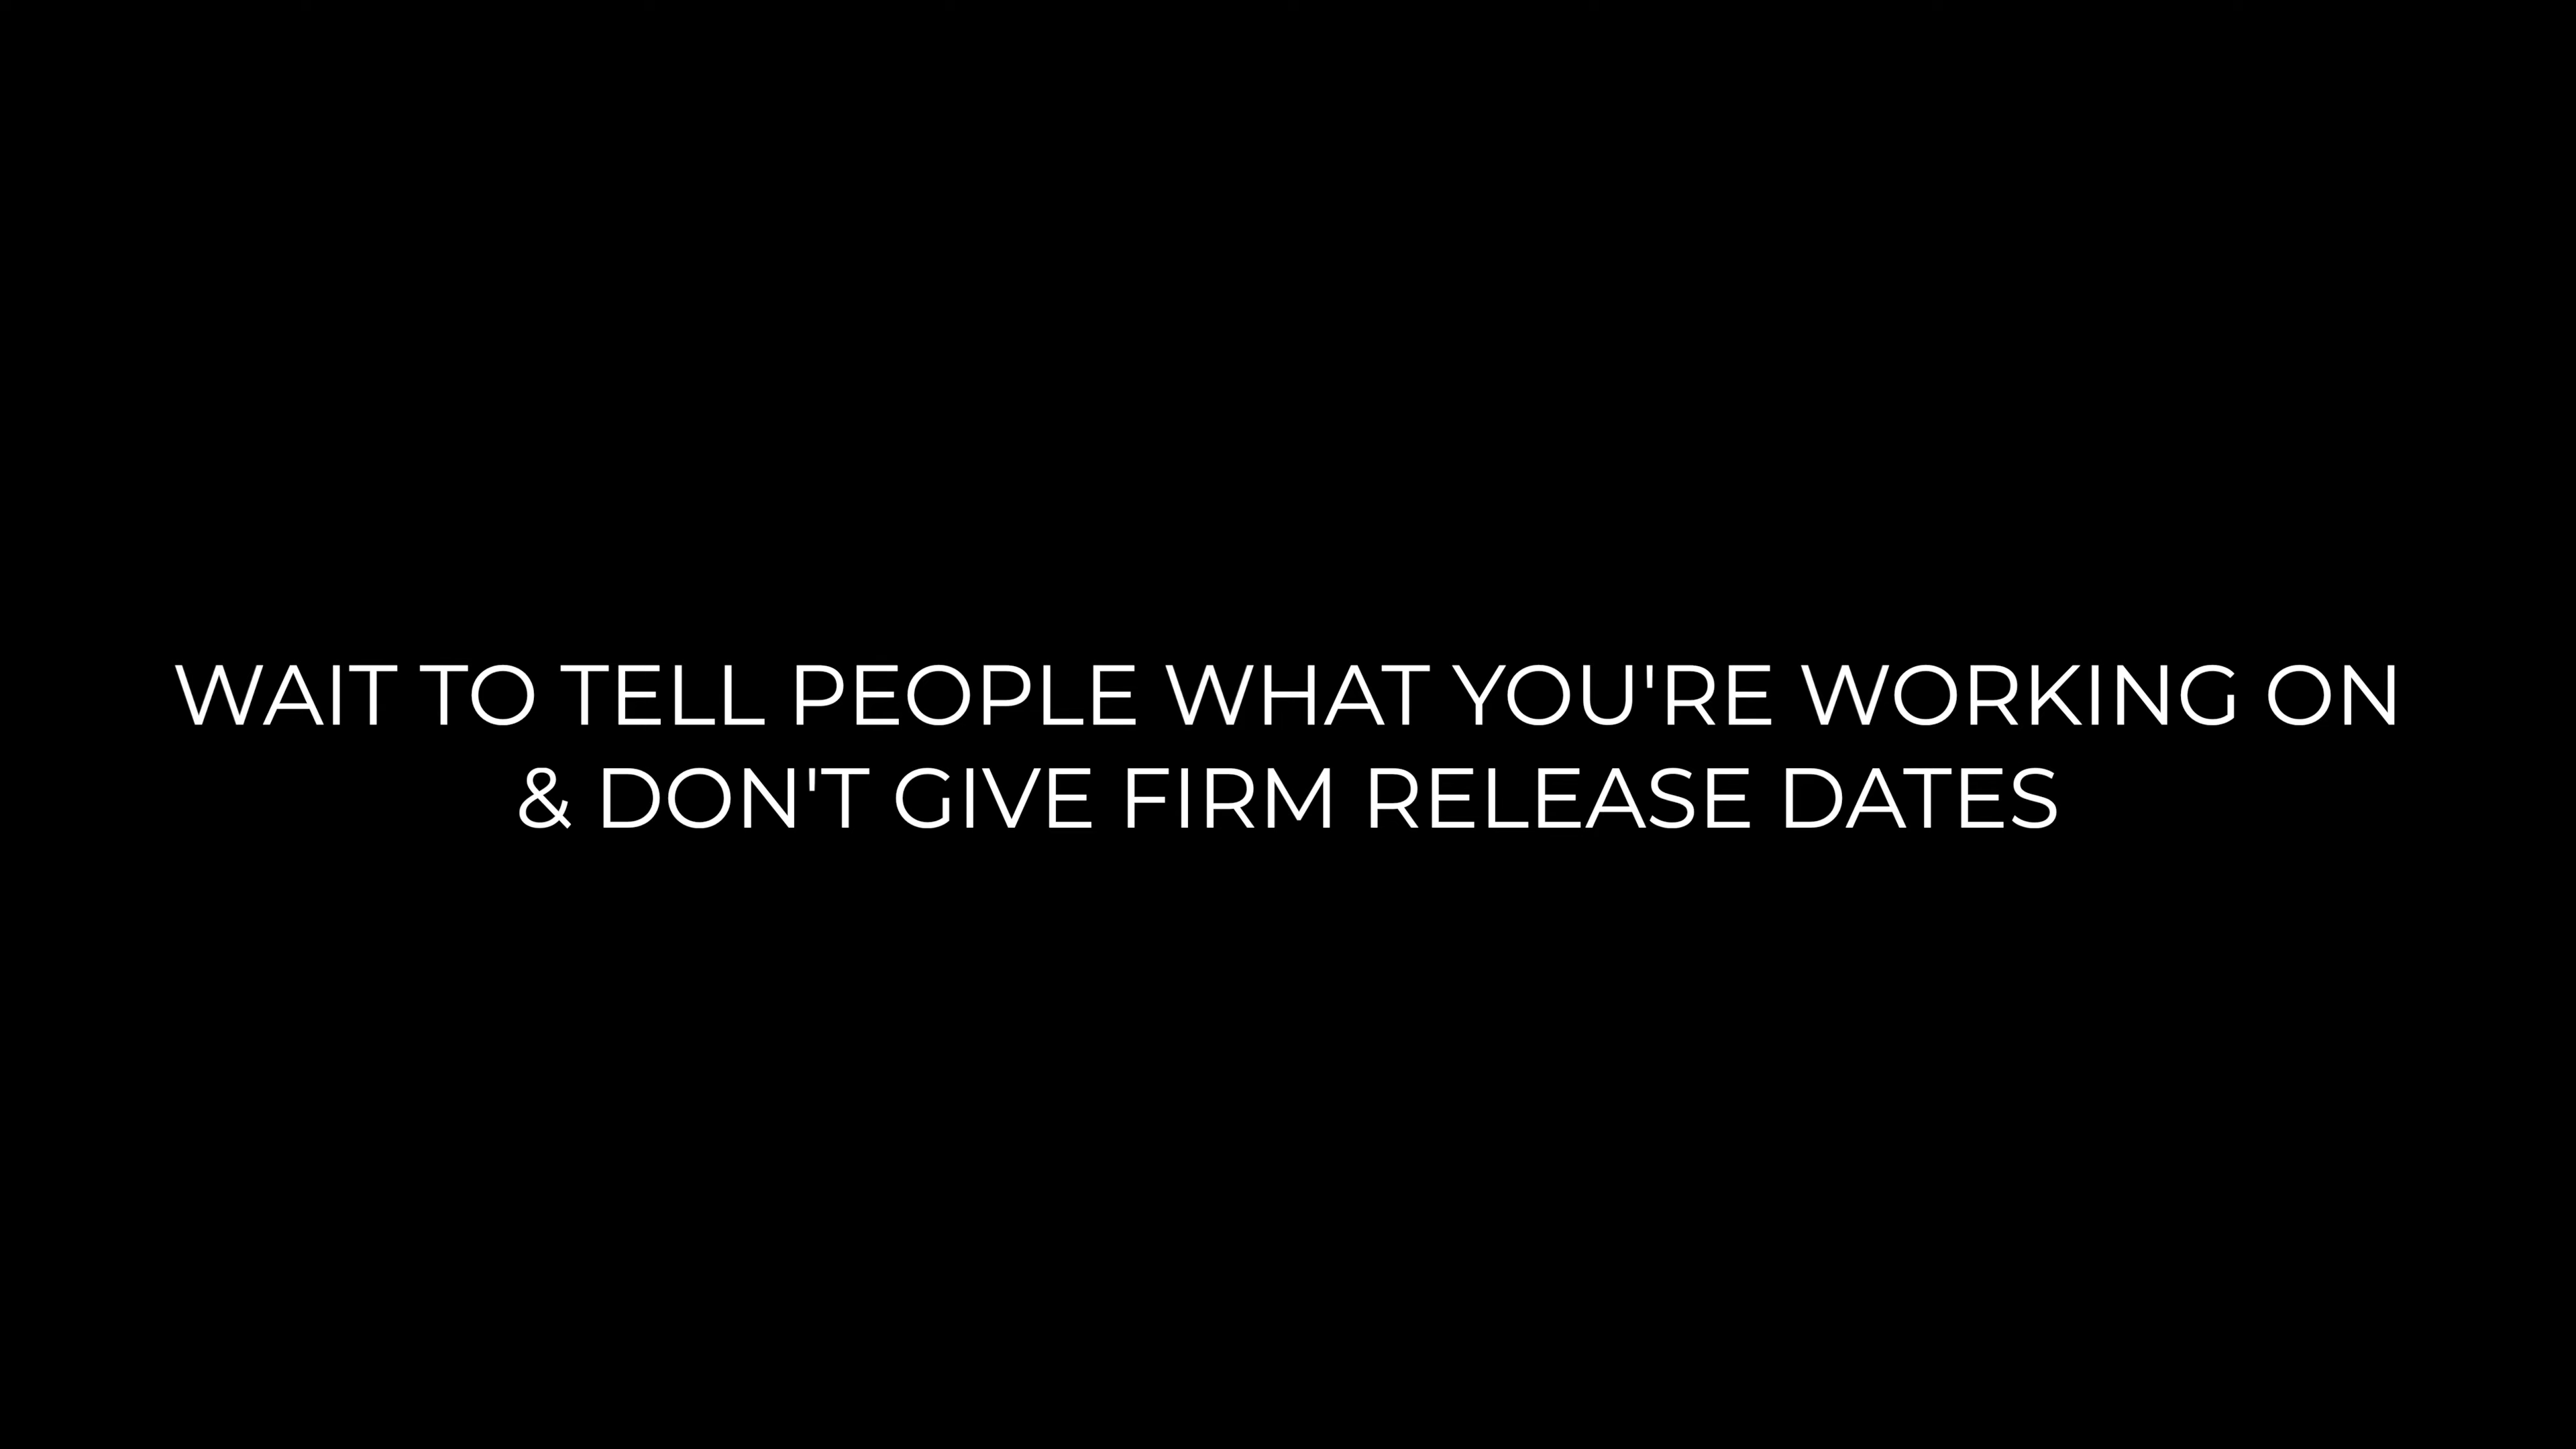 WAIT TO TELL PEOPLE WHAT YOU'RE WORKING ON
& DON'T GIVE FIRM RELEASE DATES